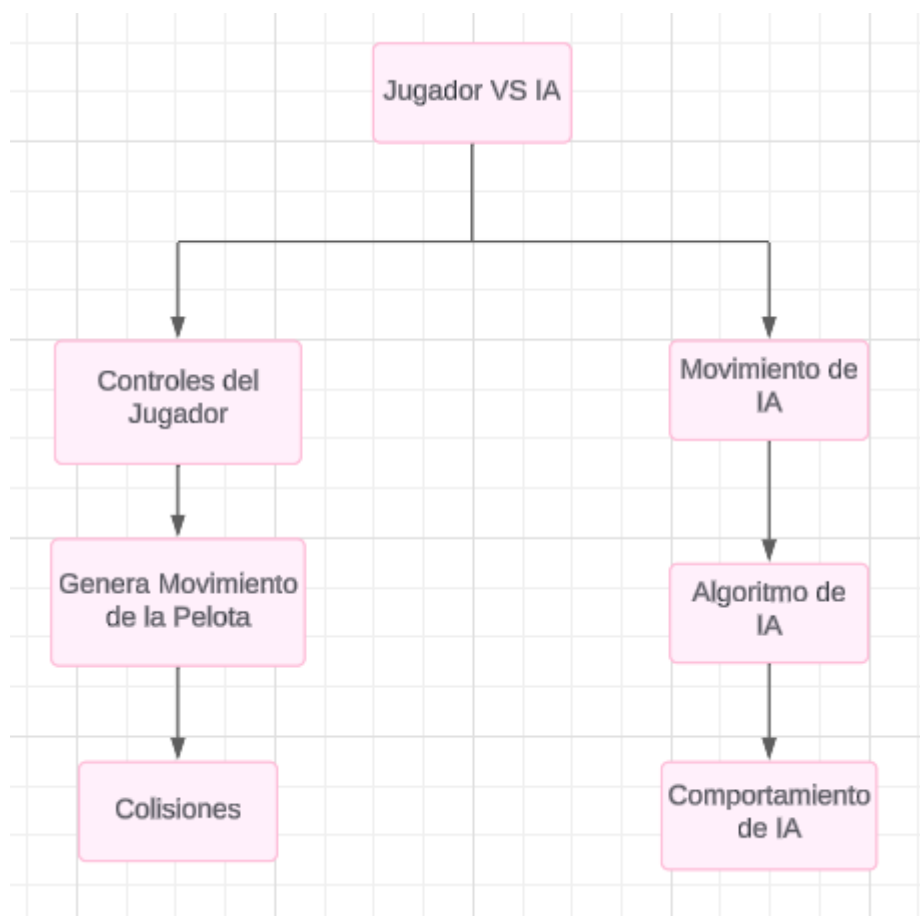 Jugador VS IA
Controles del
Jugador
Movimiento de
IA
Genera Movimiento
de la Pelota
Algoritmo de
IA
Colisiones
Comportamiento
de IA